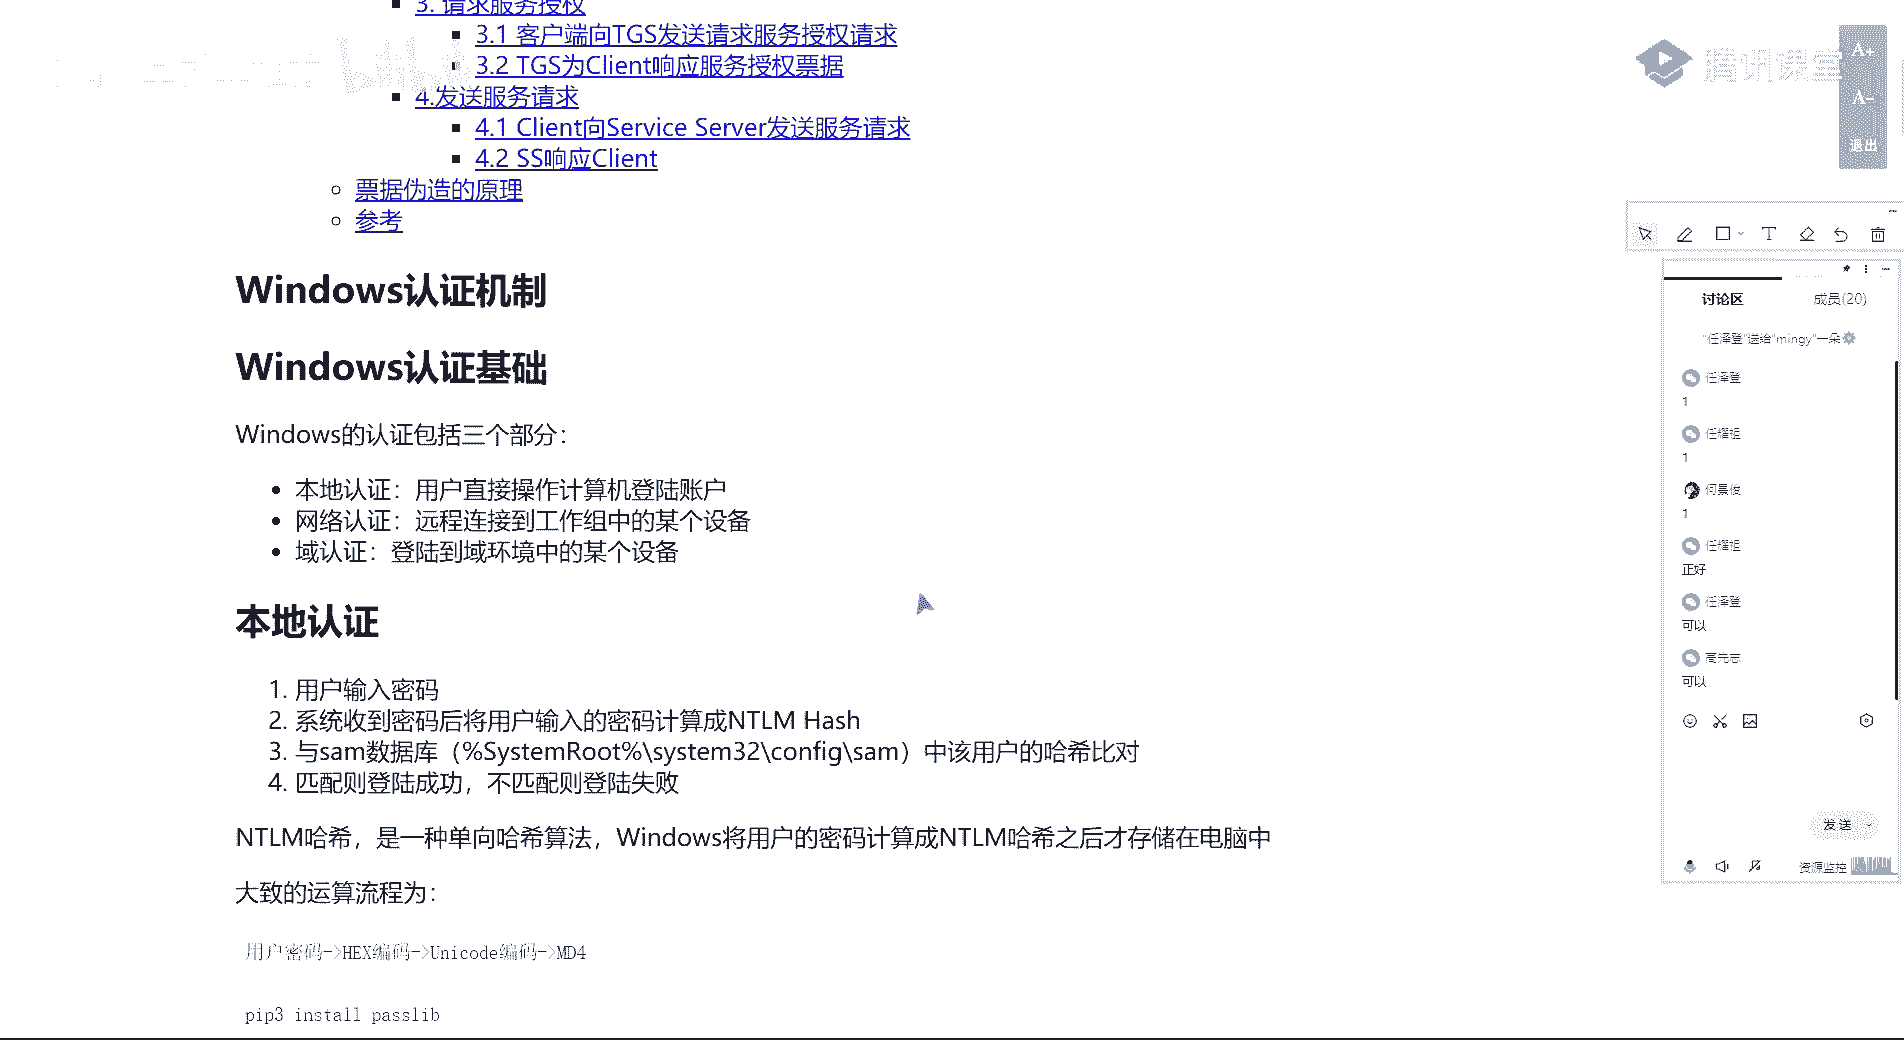 3. 请求服务授权
3.1 客户端向TGS发送请求服务授权请求
3.2 TGS为Client响应服务授权票据
4.发送服务请求
4.1 Client向Service Server发送服务请求
4.2 SS响应Client
票据伪造的原理
参考
Windows认证机制
Windows认证基础
Windows的认证包括三个部分：
本地认证：用户直接操作计算机登陆账户
网络认证：远程连接到工作组中的某个设备
域认证：登陆到域环境中的某个设备
本地认证
1. 用户输入密码
2. 系统收到密码后将用户输入的密码计算成NTLM Hash
3. 与sam数据库（%SystemRoot%\system32\config\sam）中该用户的哈希比对
4. 匹配则登陆成功，不匹配则登陆失败
NTLM哈希，是一种单向哈希算法，Windows将用户的密码计算成NTLM哈希之后才存储在电脑中
大致的运算流程为：
用户密码->HEX编码->Unicode编码->MD4
pip3 install passlib
腾讯课堂
A+
A-
退出
T
讨论区
成员(20)
"任泽登"送给"mingy"一朵
任泽登
1
任耀祖
1
何景俊
1
任耀祖
正好
任泽登
可以
高先志
可以
发送
资源监控